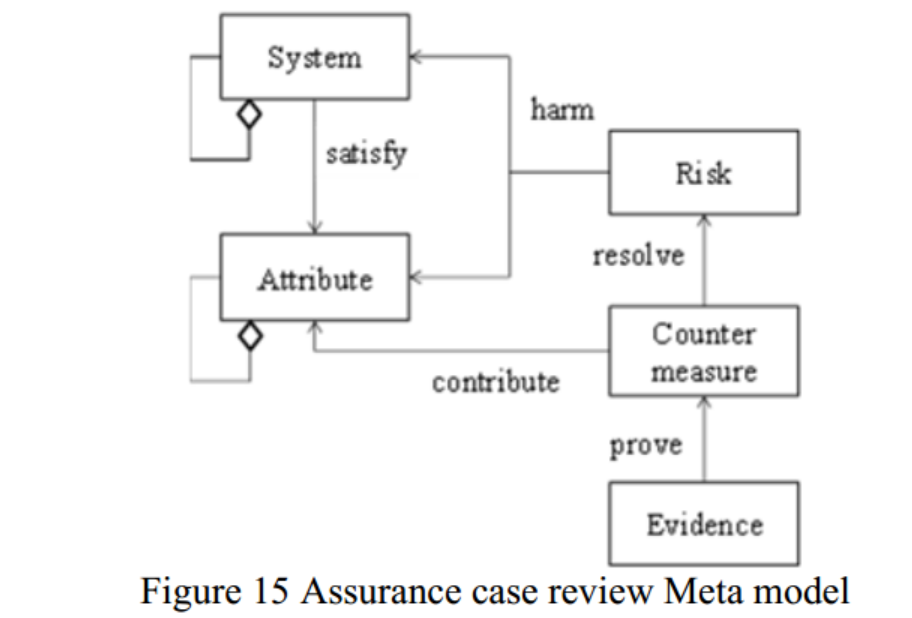 System
harm
satisfy
Risk
resolve
Attribute
Counter
measure
contribute
prove
Evidence
Figure 15 Assurance case review Meta model